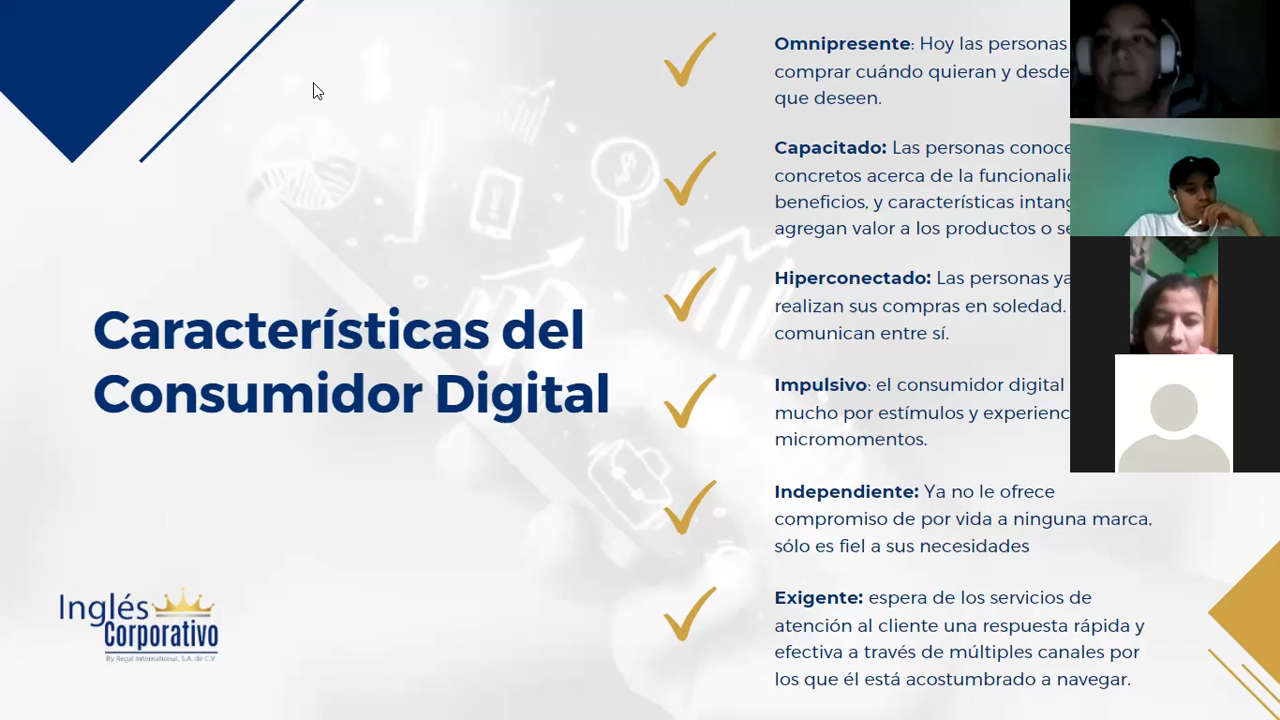 Características del
Consumidor Digital
Omnipresente: Hoy las personas
comprar cuándo quieran y desde
que deseen.
Capacitado: Las personas
concretos acerca de la
beneficios, y características
agregan valor a los productos o
Hiperconectado: Las personas ya
realizan sus compras en soledad.
comunican entre sí.
Impulsivo: el consumidor digital
mucho por estímulos y
micromomentos.
Independiente: Ya no le ofrece
compromiso de por vida a ninguna marca,
sólo es fiel a sus necesidades
Exigente: espera de los servicios de
atención al cliente una respuesta rápida y
efectiva a través de múltiples canales por
los que él está acostumbrado a navegar.
Inglés
Corporativo
By Regal International, S.A. de C.V